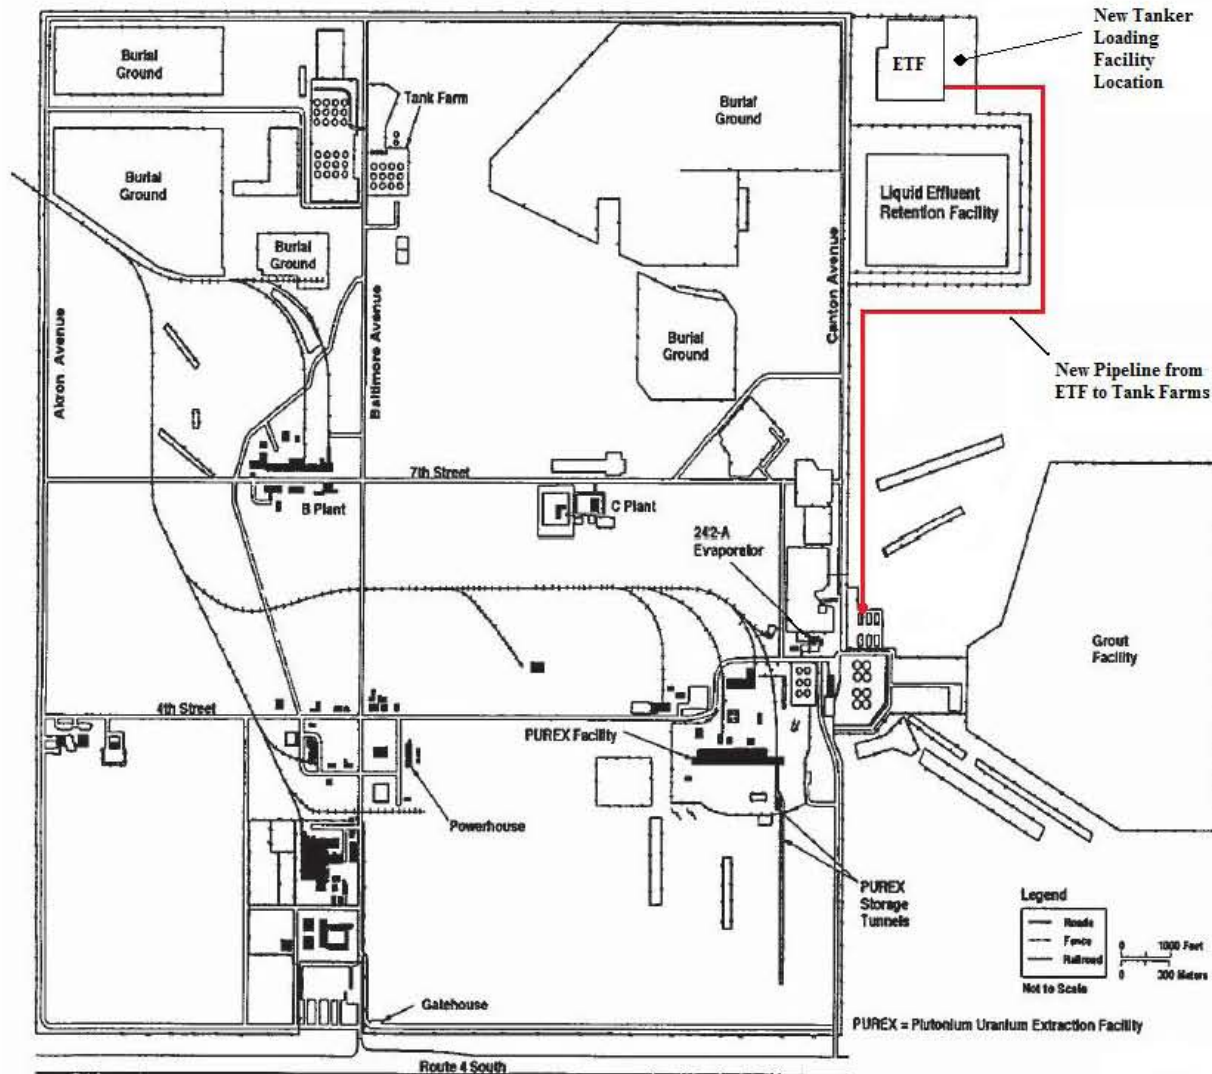 New Tanker
Loading
Facility
Location
ETF
Burial
Ground
Tank Farm
Burial
Ground
Burial
Ground
Liquid Effluent
Retention Facility
Burial
Ground
Akron Avenue
Baltimore Avenue
Canton Avenue
Burial
Ground
New Pipeline from
ETF to Tank Farms
7th Street
B Plant
C Plant
242-A
Evaporator
Grout
Facility
4th Street
PUREX Facility
Powerhouse
PUREX
Storage
Tunnels
Legend
Roads
Fence
Railroad
0 1000 Feet
0 300 Meters
Not to Scale
Gatehouse
PUREX = Plutonium Uranium Extraction Facility
Route 4 South